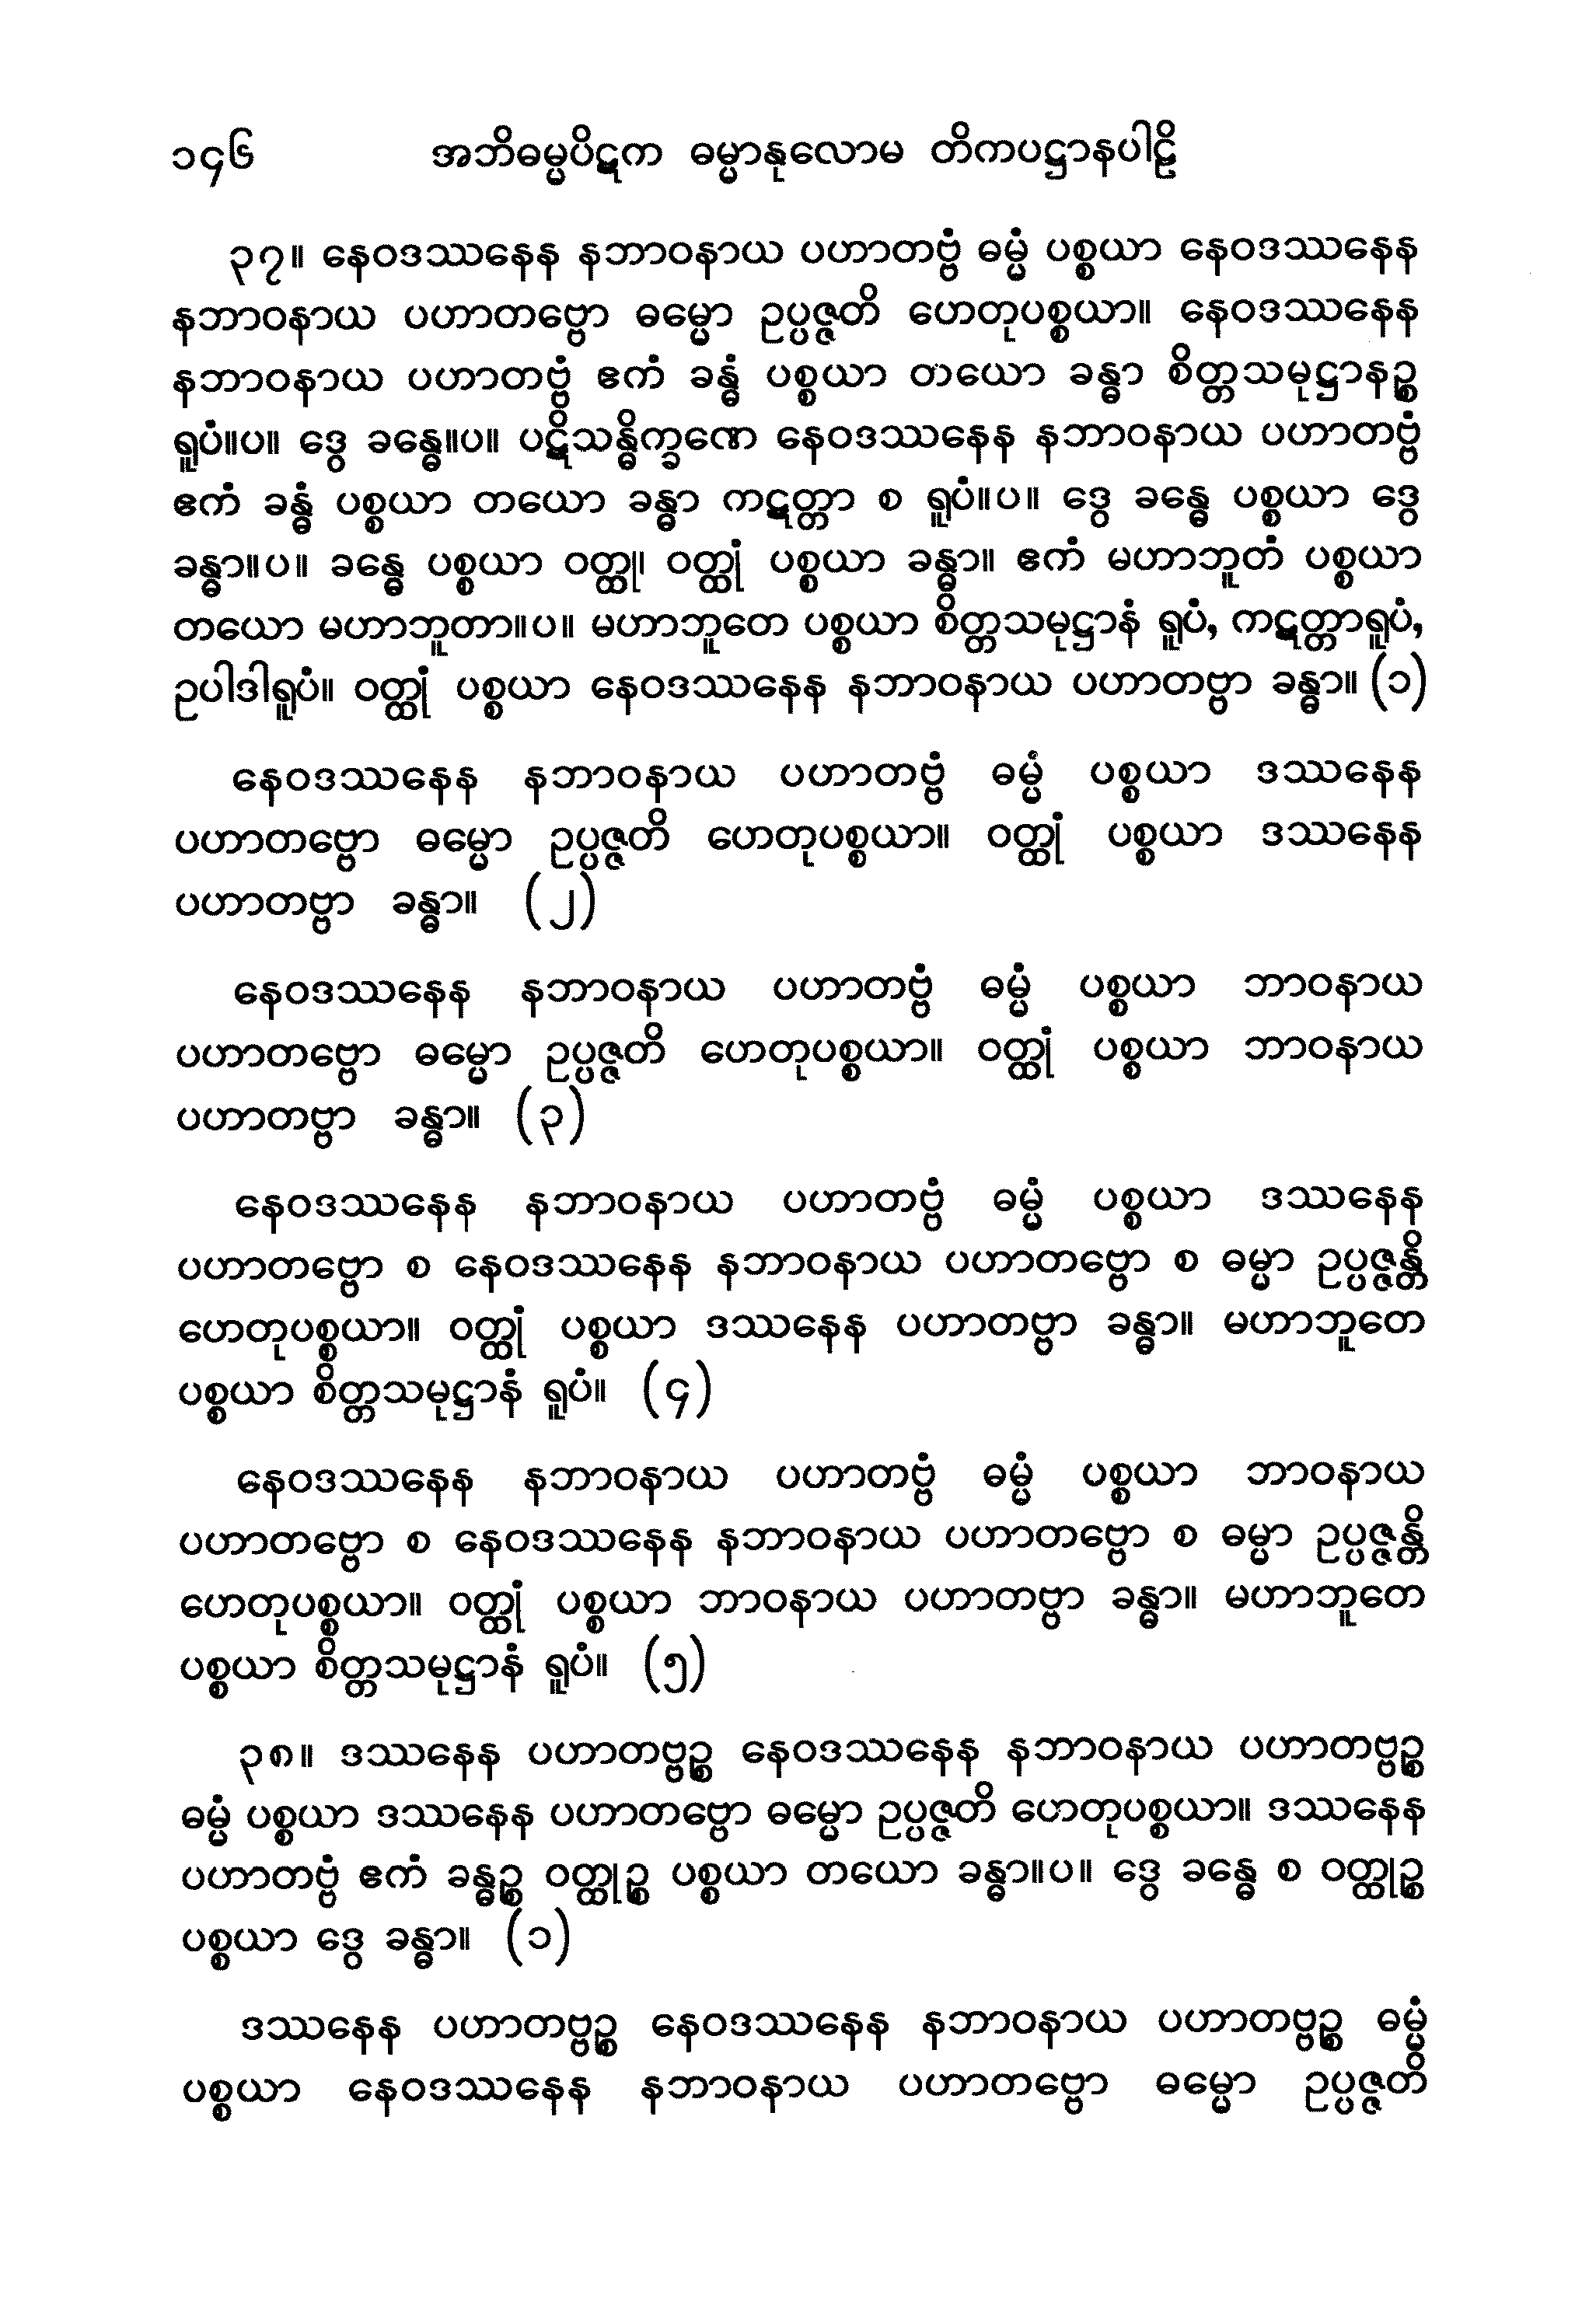 ၁၄၆ အဘိဓမ္မပိဋက ဓမ္မာနုလောမ တိကပဋ္ဌာနပါဠိ
၃၇။ နေဝဒဿနေန နဘာဝနာယ ပဟာတဗ္ဗံ ဓမ္မံ ပစ္စယာ နေဝဒဿနေန
နဘာဝနာယ ပဟာတဗ္ဗော ဓမ္မော ဥပ္ပဇ္ဇတိ ဟေတုပစ္စယာ။ နေဝဒဿနေန
နဘာဝနာယ ပဟာတဗ္ဗံ ဧကံ ခန္ဓံ ပစ္စယာ တယော ခန္ဓာ စိတ္တသမုဋ္ဌာနဉ္စ
ရူပံ။ပ။ ဒွေ ခန္ဓေ။ပ။ ပဋိသန္ဓိက္ခဏေ နေဝဒဿနေန နဘာဝနာယ ပဟာတဗ္ဗံ
ဧကံ ခန္ဓံ ပစ္စယာ တယော ခန္ဓာ ကဋတ္တာ စ ရူပံ။ပ။ ဒွေ ခန္ဓေ ပစ္စယာ ဒွေ
ခန္ဓာ။ပ။ ခန္ဓေ ပစ္စယာ ဝတ္ထု၊ ဝတ္ထုံ ပစ္စယာ ခန္ဓာ။ ဧကံ မဟာဘူတံ ပစ္စယာ
တယော မဟာဘူတာ။ပ။ မဟာဘူတေ ပစ္စယာ စိတ္တသမုဋ္ဌာနံ ရူပံ, ကဋတ္တာရူပံ,
ဥပါဒါရူပံ။ ဝတ္ထုံ ပစ္စယာ နေဝဒဿနေန နဘာဝနာယ ပဟာတဗ္ဗာ ခန္ဓာ။ (၁)
နေဝဒဿနေန နဘာဝနာယ ပဟာတဗ္ဗံ ဓမ္မံ ပစ္စယာ ဒဿနေန
ပဟာတဗ္ဗော ဓမ္မော ဥပ္ပဇ္ဇတိ ဟေတုပစ္စယာ။ ဝတ္ထုံ ပစ္စယာ ဒဿနေန
ပဟာတဗ္ဗာ ခန္ဓာ။ (၂)
နေဝဒဿနေန နဘာဝနာယ ပဟာတဗ္ဗံ ဓမ္မံ ပစ္စယာ ဘာဝနာယ
ပဟာတဗ္ဗော ဓမ္မော ဥပ္ပဇ္ဇတိ ဟေတုပစ္စယာ။ ဝတ္ထုံ ပစ္စယာ ဘာဝနာယ
ပဟာတဗ္ဗာ ခန္ဓာ။ (၃)
နေဝဒဿနေန နဘာဝနာယ ပဟာတဗ္ဗံ ဓမ္မံ ပစ္စယာ ဒဿနေန
ပဟာတဗ္ဗော စ နေဝဒဿနေန နဘာဝနာယ ပဟာတဗ္ဗော စ ဓမ္မာ ဥပ္ပဇ္ဇန္တိ
ဟေတုပစ္စယာ။ ဝတ္ထုံ ပစ္စယာ ဒဿနေန ပဟာတဗ္ဗာ ခန္ဓာ။ မဟာဘူတေ
ပစ္စယာ စိတ္တသမုဋ္ဌာနံ ရူပံ။ (၄)
နေဝဒဿနေန နဘာဝနာယ ပဟာတဗ္ဗံ ဓမ္မံ ပစ္စယာ ဘာဝနာယ
ပဟာတဗ္ဗော စ နေဝဒဿနေန နဘာဝနာယ ပဟာတဗ္ဗော စ ဓမ္မာ ဥပ္ပဇ္ဇန္တိ
ဟေတုပစ္စယာ။ ဝတ္ထုံ ပစ္စယာ ဘာဝနာယ ပဟာတဗ္ဗာ ခန္ဓာ။ မဟာဘူတေ
ပစ္စယာ စိတ္တသမုဋ္ဌာနံ ရူပံ။ (၅)
၃၈။ ဒဿနေန ပဟာတဗ္ဗဉ္စ နေဝဒဿနေန နဘာဝနာယ ပဟာတဗ္ဗဉ္စ
ဓမ္မံ ပစ္စယာ ဒဿနေန ပဟာတဗ္ဗော ဓမ္မော ဥပ္ပဇ္ဇတိ ဟေတုပစ္စယာ။ ဒဿနေန
ပဟာတဗ္ဗံ ဧကံ ခန္ဓဉ္စ ဝတ္ထုဉ္စ ပစ္စယာ တယော ခန္ဓာ။ပ။ ဒွေ ခန္ဓေ စ ဝတ္ထုဉ္စ
ပစ္စယာ ဒွေ ခန္ဓာ။ (၁)
ဒဿနေန ပဟာတဗ္ဗဉ္စ နေဝဒဿနေန နဘာဝနာယ ပဟာတဗ္ဗဉ္စ ဓမ္မံ
ပစ္စယာ နေဝဒဿနေန နဘာဝနာယ ပဟာတဗ္ဗော ဓမ္မော ဥပ္ပဇ္ဇတိ